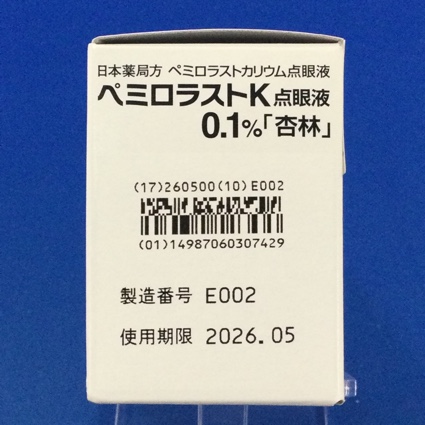 日本薬局方 ペミロラストカリウム点眼液
ペミロラストK点眼液
0.1%「杏林」
(17)260500(10)E002
(01)14987060307429
製造番号 E002
使用期限 2026.05